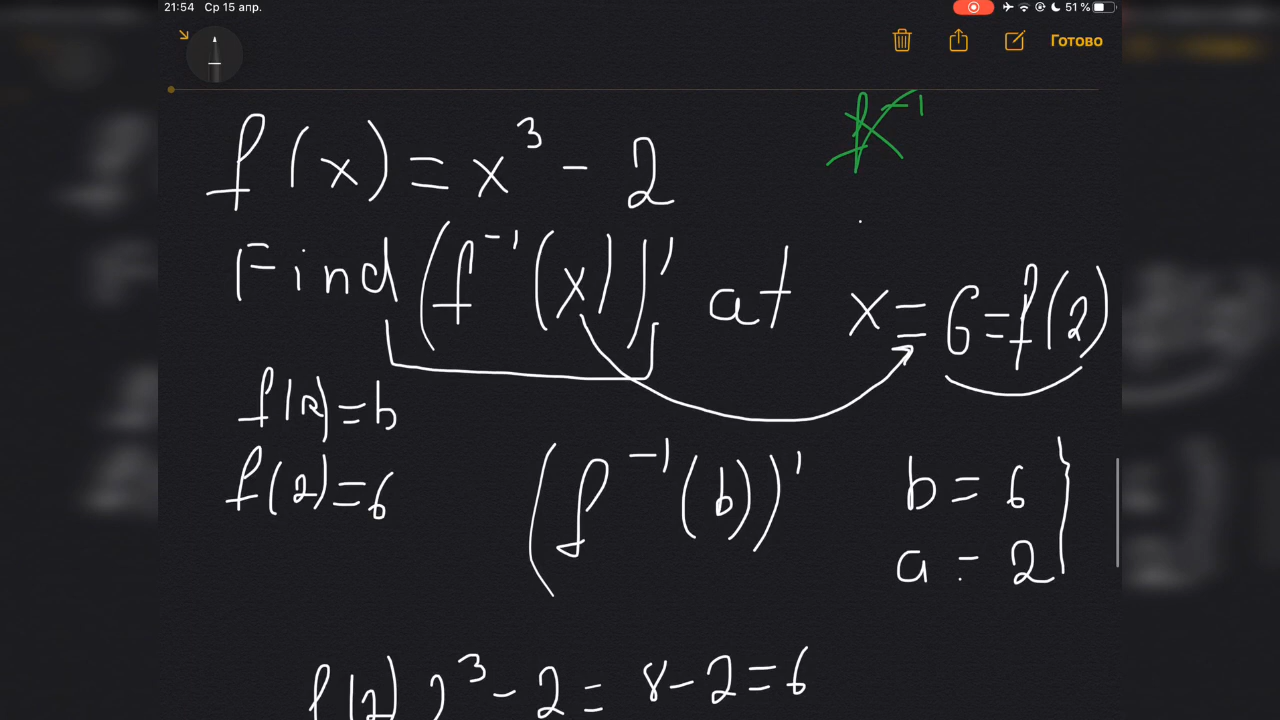 21:54 Ср 15 апр. 51 %
Готово
f⁻¹
f(x) = x³ - 2
Find (f⁻¹(x))' at x = 6 = f(2)
f(a) = b
f(2) = 6
(f⁻¹(b))'
b = 6
a = 2
f(2) 2³ - 2 = 8 - 2 = 6